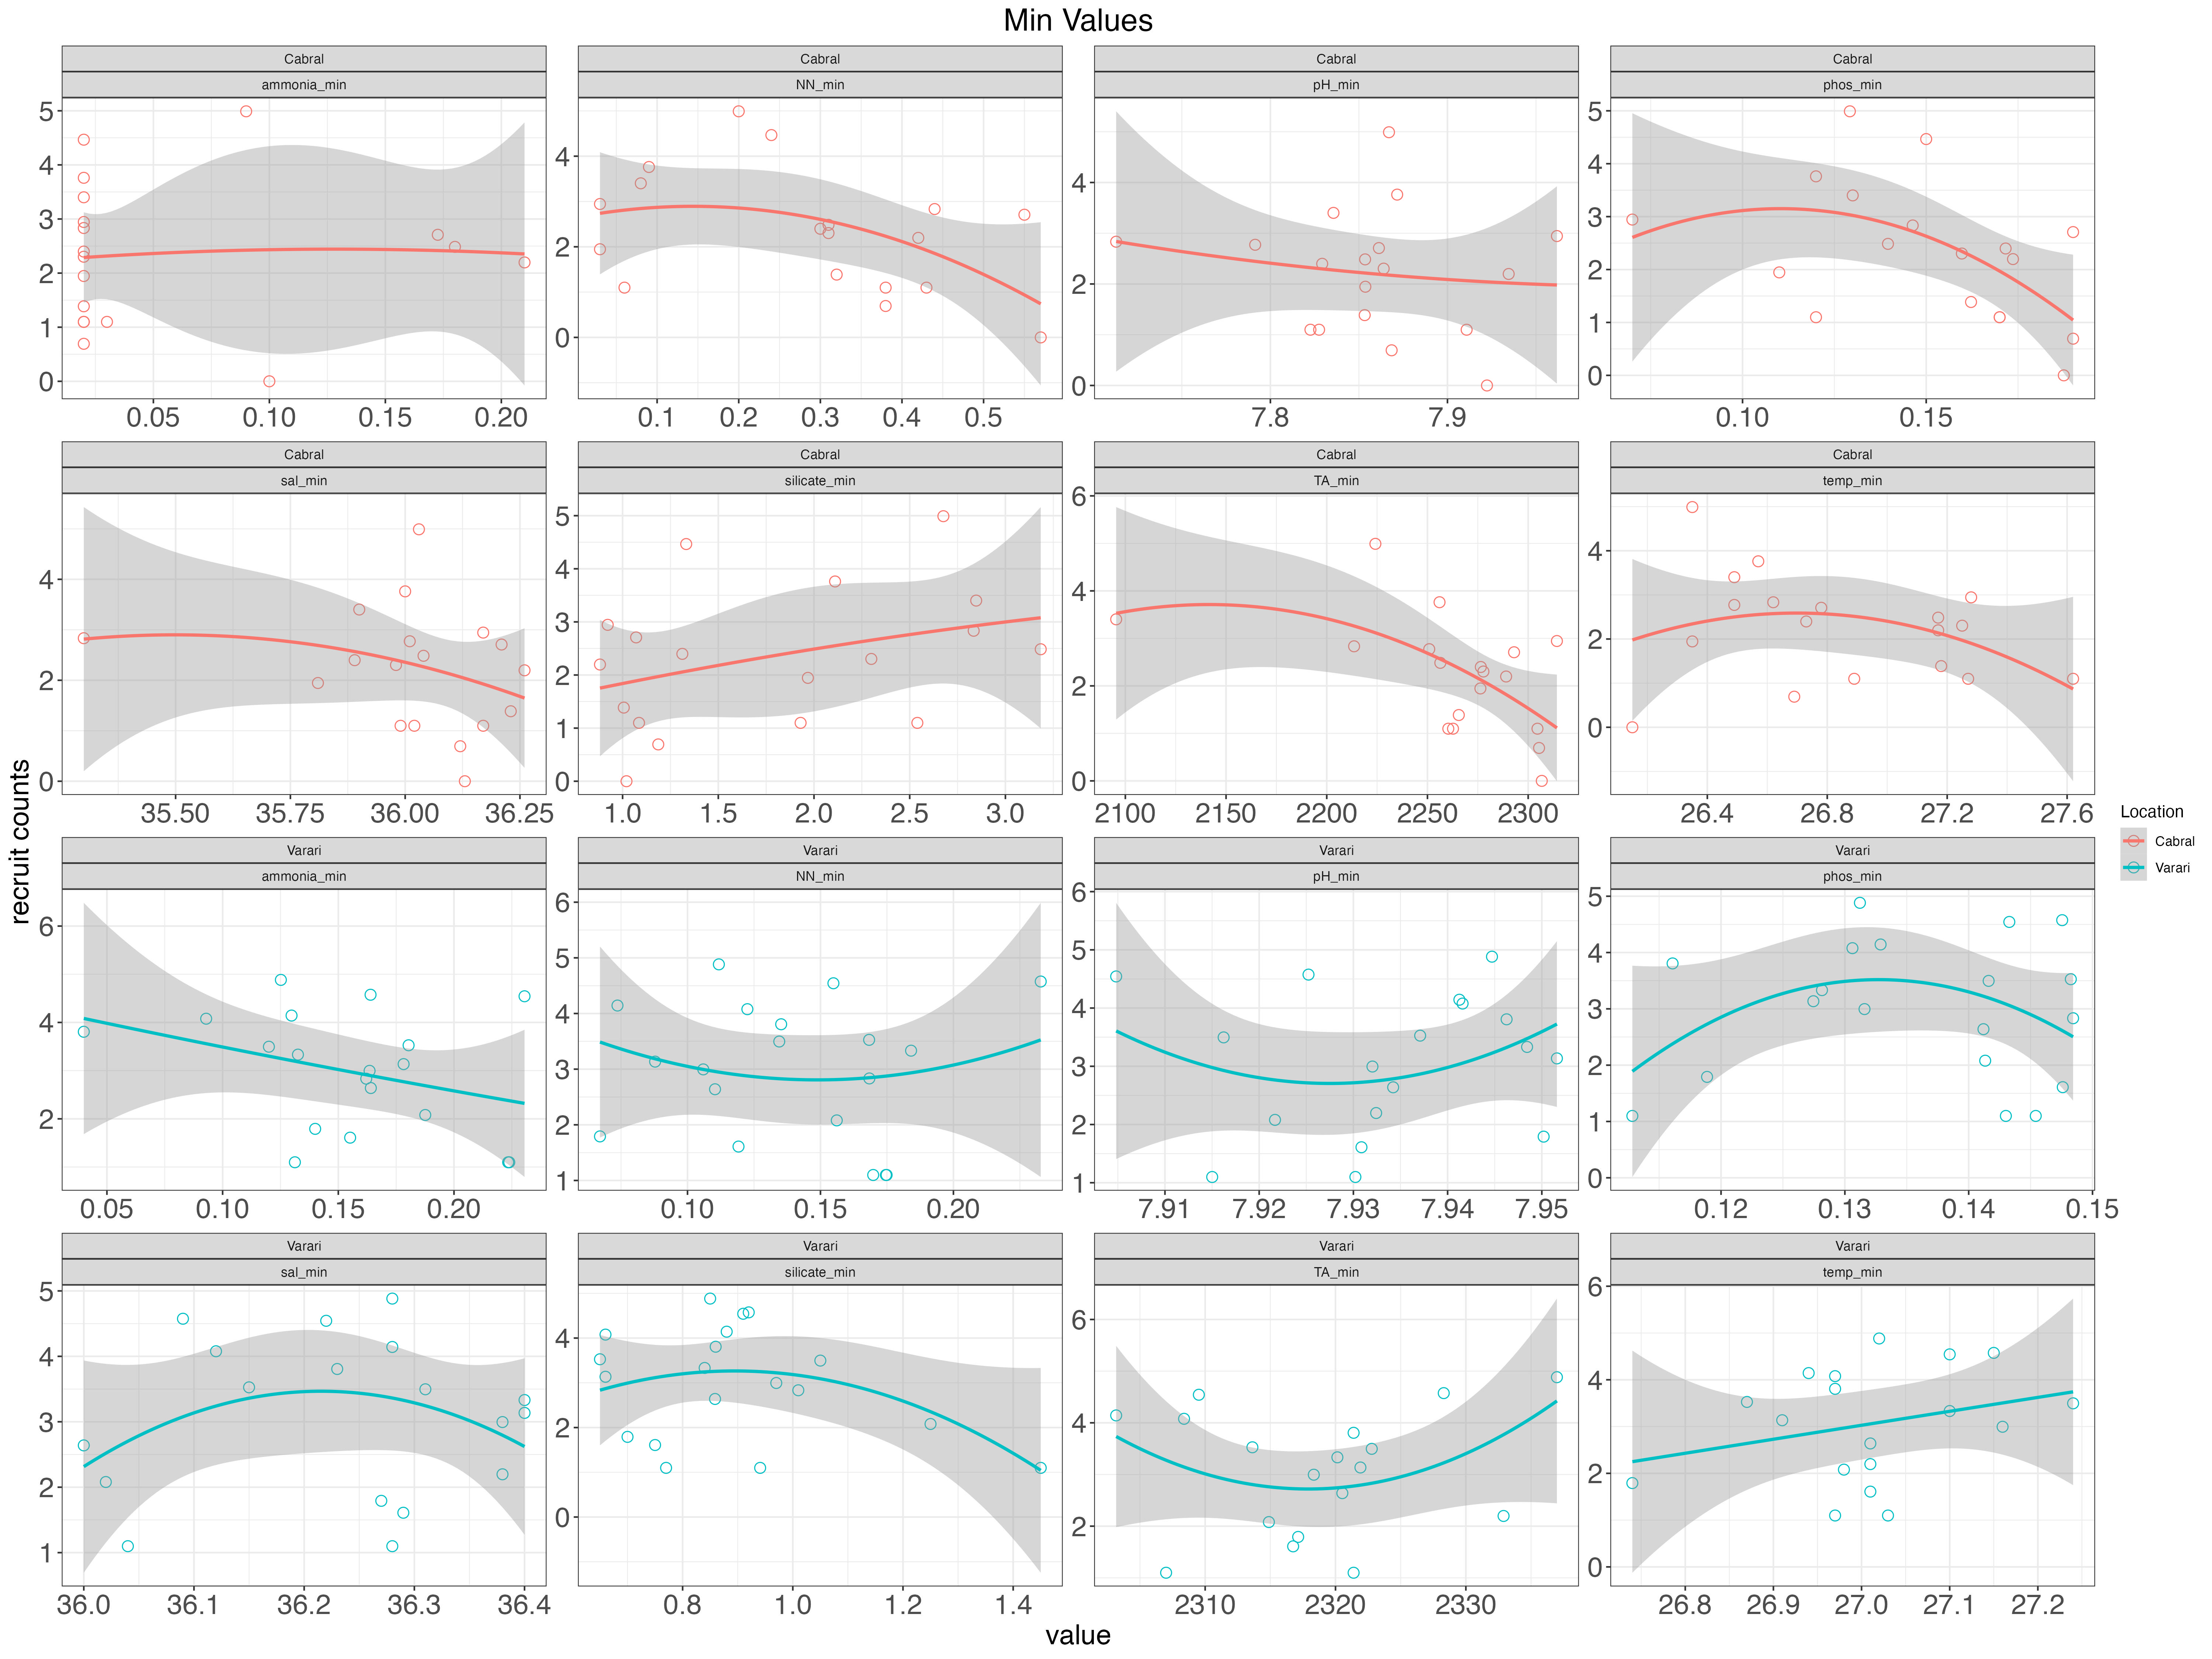 Min Values
Cabral Cabral Cabral Cabral
ammonia_min NN_min pH_min phos_min
5
4
3
2
1
0
4
2
0
4
2
0
5
4
3
2
1
0
0.05 0.10 0.15 0.20
0.1 0.2 0.3 0.4 0.5
7.8 7.9
0.10 0.15
Cabral Cabral Cabral Cabral
sal_min silicate_min TA_min temp_min
4
2
0
5
4
3
2
1
0
6
4
2
0
4
2
0
35.50 35.75 36.00 36.25
1.0 1.5 2.0 2.5 3.0
2100 2150 2200 2250 2300
26.4 26.8 27.2 27.6
recruit counts
Location
Cabral
Varari
Varari Varari Varari Varari
ammonia_min NN_min pH_min phos_min
6
4
2
6
5
4
3
2
1
6
5
4
3
2
1
5
4
3
2
1
0
0.05 0.10 0.15 0.20
0.10 0.15 0.20
7.91 7.92 7.93 7.94 7.95
0.12 0.13 0.14 0.15
Varari Varari Varari Varari
sal_min silicate_min TA_min temp_min
5
4
3
2
1
4
2
0
6
4
2
6
4
2
0
36.0 36.1 36.2 36.3 36.4
0.8 1.0 1.2 1.4
2310 2320 2330
26.8 26.9 27.0 27.1 27.2
value